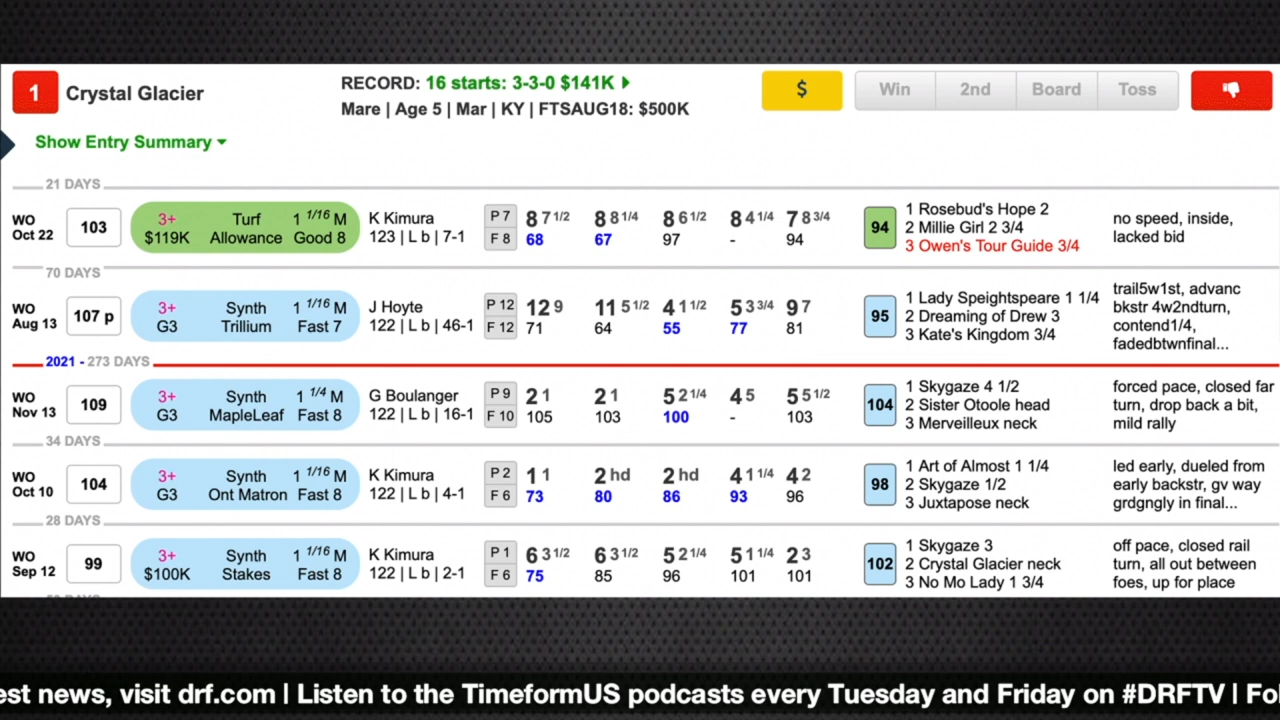 1 Crystal Glacier
RECORD: 16 starts: 3-3-0 $141K
Mare | Age 5 | Mar | KY | FTSAUG18: $500K
$ Win 2nd Board Toss
Show Entry Summary
21 DAYS
WO
Oct 22
103
3+ Turf 1 1/16 M
$119K Allowance Good 8
K Kimura
123 | L b | 7-1
P 7 8 7 1/2 8 8 1/4 8 6 1/2 8 4 1/4 7 8 3/4
F 8 68 67 97 - 94
94
1 Rosebud's Hope 2
2 Millie Girl 2 3/4
3 Owen's Tour Guide 3/4
no speed, inside,
lacked bid
70 DAYS
WO
Aug 13
107 p
3+ Synth 1 1/16 M
G3 Trillium Fast 7
J Hoyte
122 | L b | 46-1
P 12 12 9 11 5 1/2 4 1 1/2 5 3 3/4 9 7
F 12 71 64 55 77 81
95
1 Lady Speightspeare 1 1/4
2 Dreaming of Drew 3
3 Kate's Kingdom 3/4
trail5w1st, advanc
bkstr 4w2ndturn,
contend1/4,
fadedbtwnfinal...
2021 - 273 DAYS
WO
Nov 13
109
3+ Synth 1 1/4 M
G3 MapleLeaf Fast 8
G Boulanger
122 | L b | 16-1
P 9 2 1 2 1 5 2 1/4 4 5 5 5 1/2
F 10 105 103 100 - 103
104
1 Skygaze 4 1/2
2 Sister Otoole head
3 Merveilleux neck
forced pace, closed far
turn, drop back a bit,
mild rally
34 DAYS
WO
Oct 10
104
3+ Synth 1 1/16 M
G3 Ont Matron Fast 8
K Kimura
122 | L b | 4-1
P 2 1 1 2 hd 2 hd 4 1 1/4 4 2
F 6 73 80 86 93 96
98
1 Art of Almost 1 1/4
2 Skygaze 1/2
3 Juxtapose neck
led early, dueled from
early backstr, gv way
grdgngly in final...
28 DAYS
WO
Sep 12
99
3+ Synth 1 1/16 M
$100K Stakes Fast 8
K Kimura
122 | L b | 2-1
P 1 6 3 1/2 6 3 1/2 5 2 1/4 5 1 1/4 2 3
F 6 75 85 96 101 101
102
1 Skygaze 3
2 Crystal Glacier neck
3 No Mo Lady 1 3/4
off pace, closed rail
turn, all out between
foes, up for place
est news, visit drf.com | Listen to the TimeformUS podcasts every Tuesday and Friday on #DRFTV | Fol